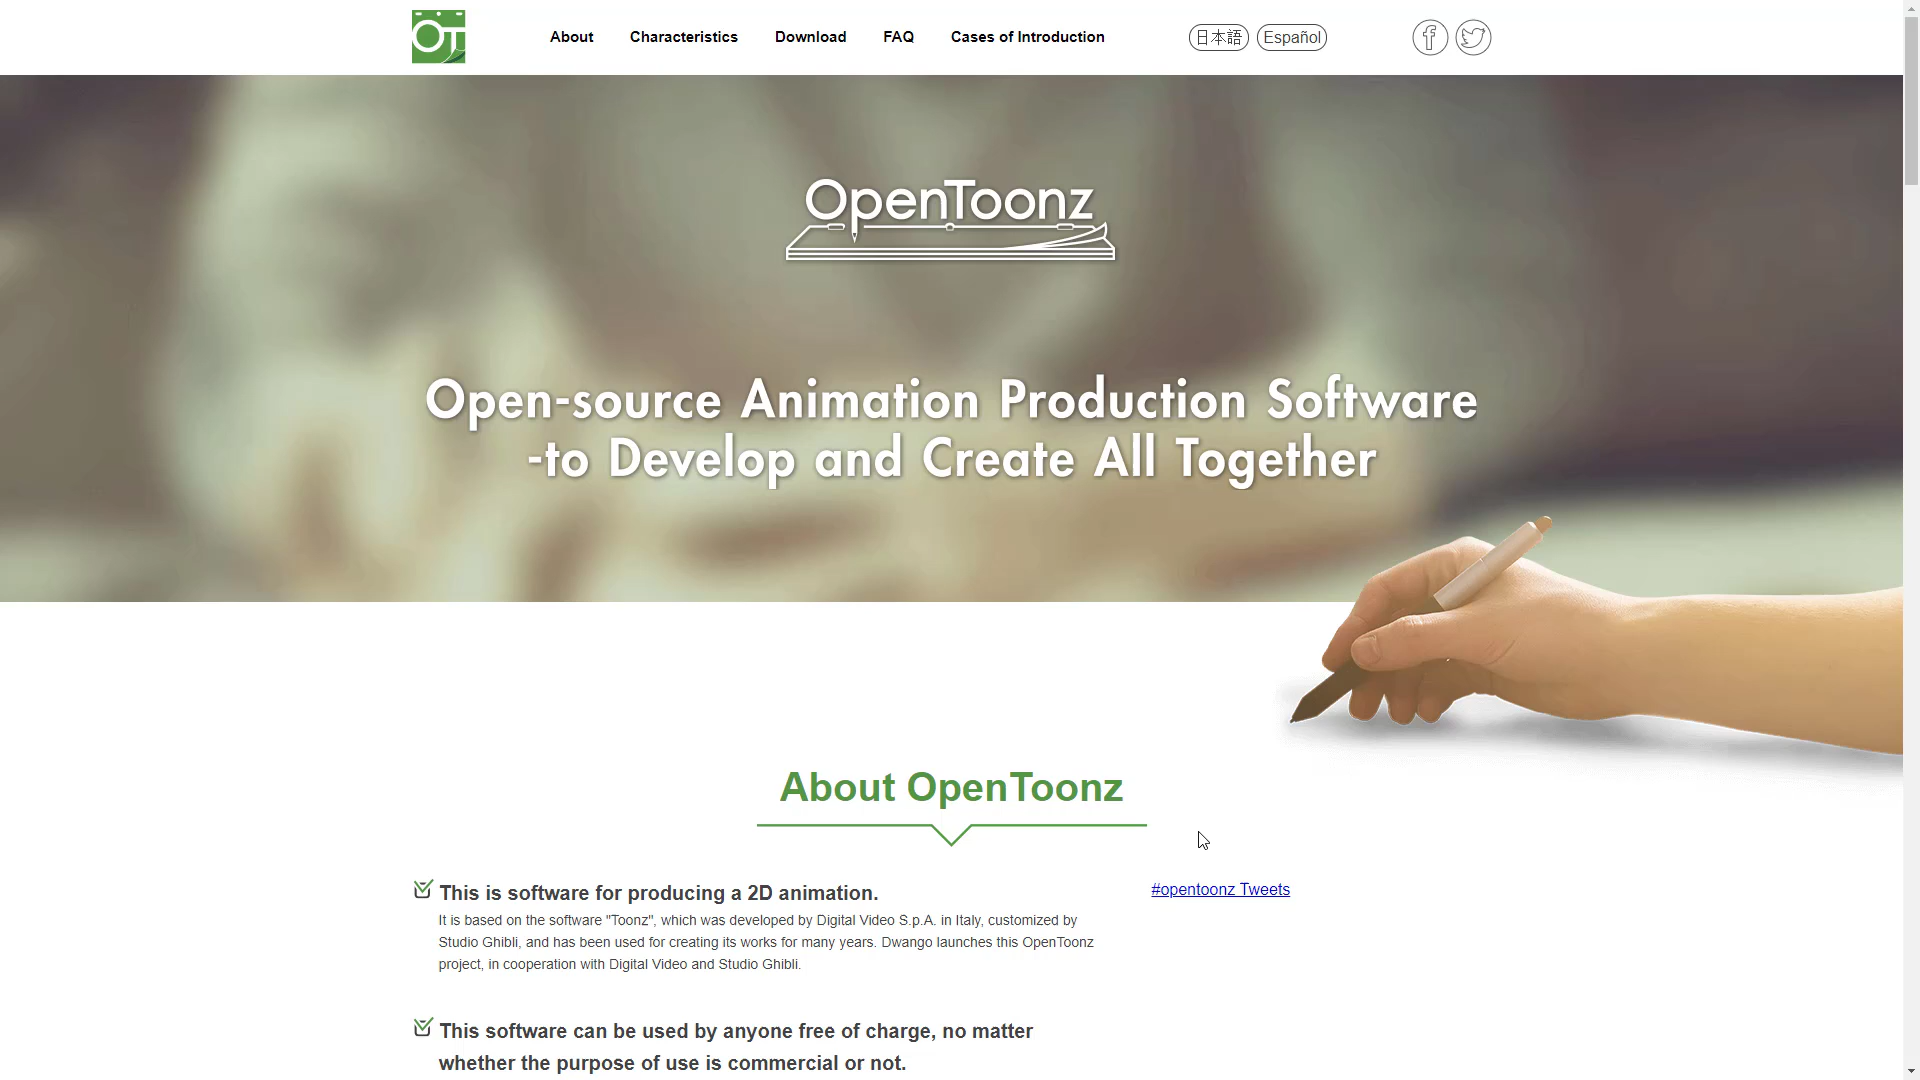 OT
About
Characteristics
Download
FAQ
Cases of Introduction
日本語
Español
OpenToonz
Open-source Animation Production Software
-to Develop and Create All Together
About OpenToonz
This is software for producing a 2D animation.
It is based on the software "Toonz", which was developed by Digital Video S.p.A. in Italy, customized by
Studio Ghibli, and has been used for creating its works for many years. Dwango launches this OpenToonz
project, in cooperation with Digital Video and Studio Ghibli.
#opentoonz Tweets
This software can be used by anyone free of charge, no matter
whether the purpose of use is commercial or not.